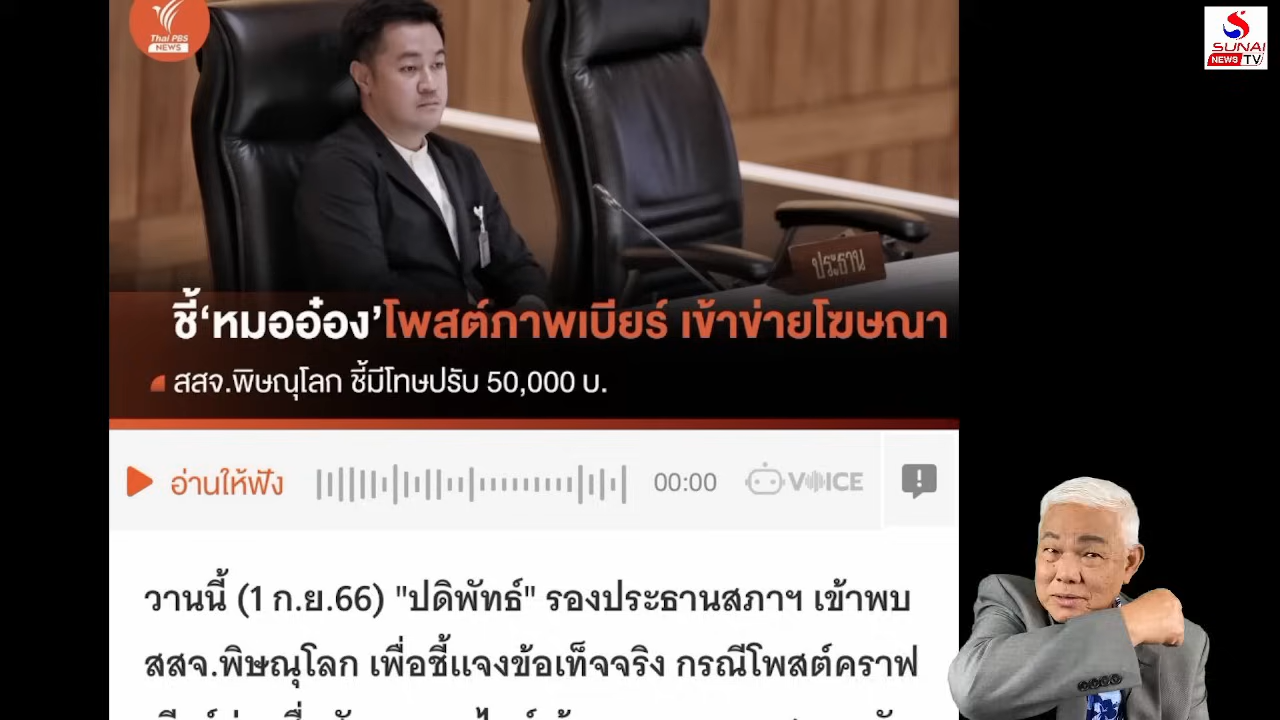 Thai PBS
NEWS
SUNAI
NEWS TV
ประธาน
ชี้‘หมออ๋อง’โพสต์ภาพเบียร์ เข้าข่ายโฆษณา
สสจ.พิษณุโลก ชี้มีโทษปรับ 50,000 บ.
อ่านให้ฟัง
00:00
VOICE
วานนี้ (1 ก.ย.66) "ปดิพัทธ์" รองประธานสภาฯ เข้าพบ
สสจ.พิษณุโลก เพื่อชี้แจงข้อเท็จจริง กรณีโพสต์คราฟ